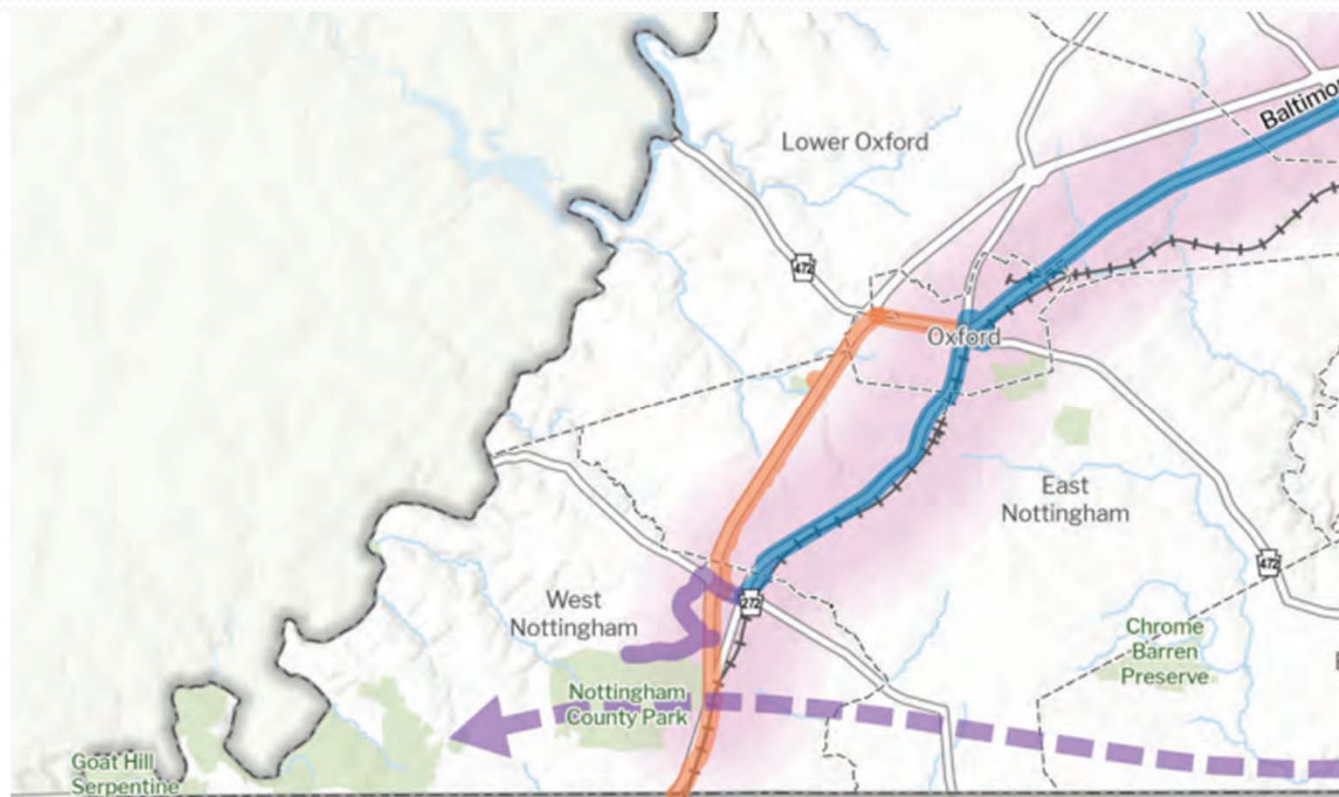 Baltimo
Lower Oxford
472
Oxford
East
Nottingham
472
272
West
Nottingham
Chrome
Barren
Preserve
Nottingham
County Park
Goat Hill
Serpentine